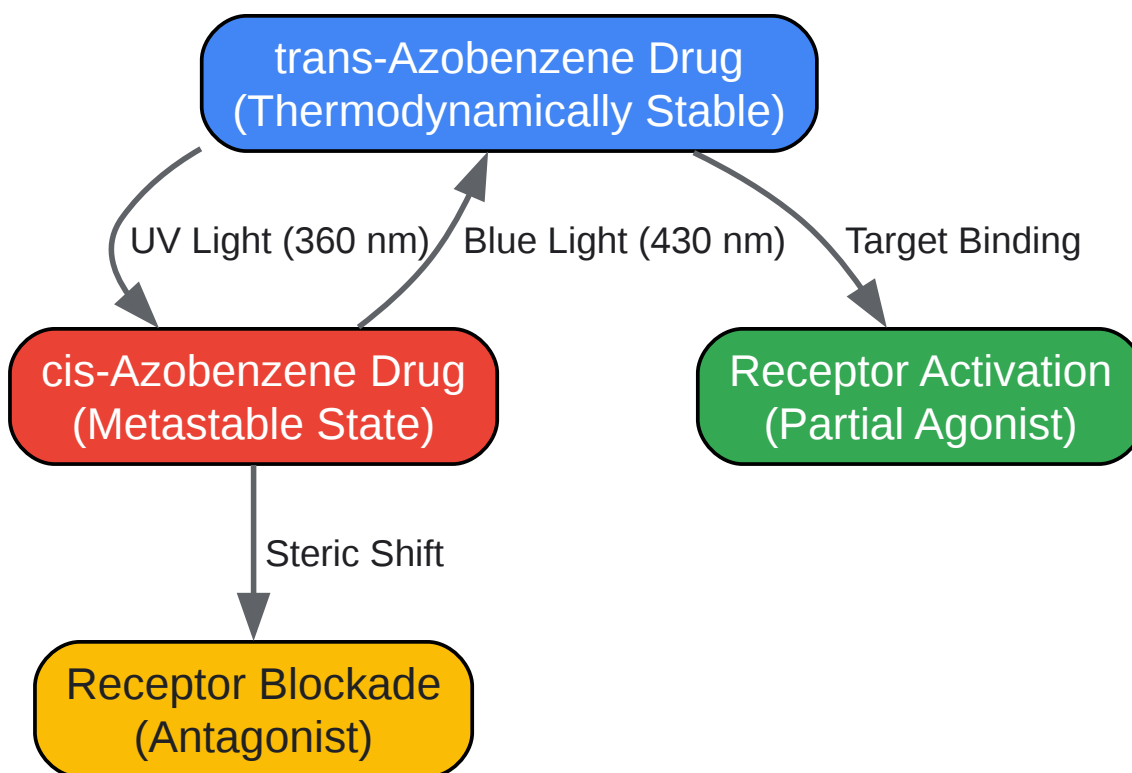 trans-Azobenzene Drug
(Thermodynamically Stable)
UV Light (360 nm)
Blue Light (430 nm)
Target Binding
cis-Azobenzene Drug
(Metastable State)
Receptor Activation
(Partial Agonist)
Steric Shift
Receptor Blockade
(Antagonist)